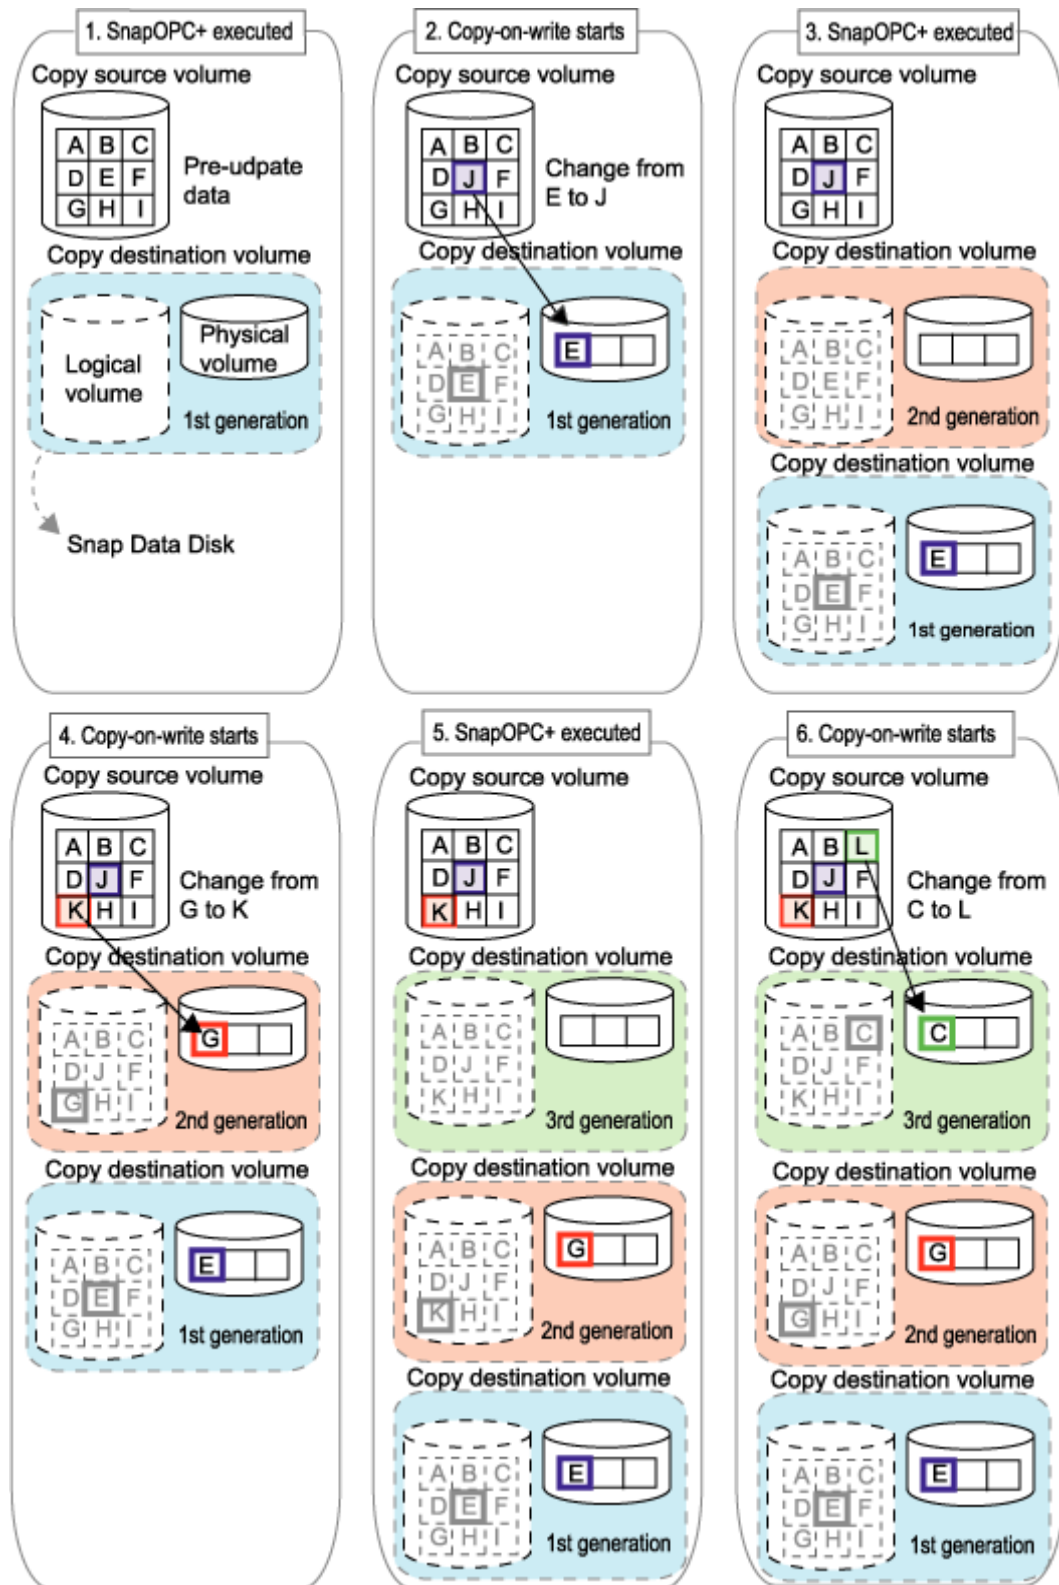 1. SnapOPC+ executed
Copy source volume
A B C
D E F
G H I
Pre-udpate
data
Copy destination volume
Logical
volume
Physical
volume
1st generation
Snap Data Disk
2. Copy-on-write starts
Copy source volume
A B C
D J F
G H I
Change from
E to J
Copy destination volume
A B C
D E F
G H I
E
1st generation
3. SnapOPC+ executed
Copy source volume
A B C
D J F
G H I
Copy destination volume
A B C
D E F
G H I
2nd generation
Copy destination volume
A B C
D E F
G H I
E
1st generation
4. Copy-on-write starts
Copy source volume
A B C
D J F
K H I
Change from
G to K
Copy destination volume
A B C
D J F
G H I
G
2nd generation
Copy destination volume
A B C
D E F
G H I
E
1st generation
5. SnapOPC+ executed
Copy source volume
A B C
D J F
K H I
Copy destination volume
A B C
D J F
K H I
3rd generation
Copy destination volume
A B C
D J F
K H I
G
2nd generation
Copy destination volume
A B C
D E F
G H I
E
1st generation
6. Copy-on-write starts
Copy source volume
A B L
D J F
K H I
Change from
C to L
Copy destination volume
A B C
D J F
K H I
C
3rd generation
Copy destination volume
A B C
D J F
G H I
G
2nd generation
Copy destination volume
A B C
D E F
G H I
E
1st generation